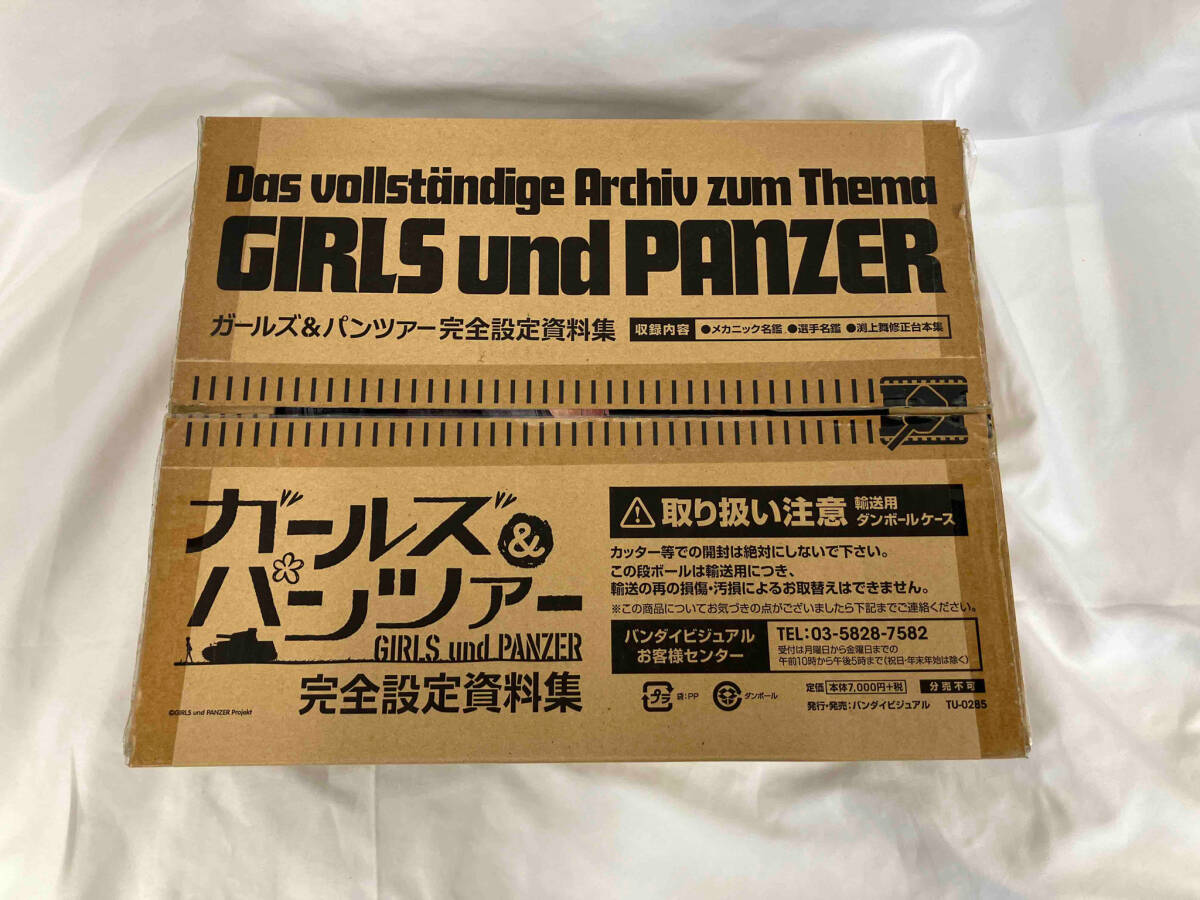 Das vollständige Archiv zum Thema
GIRLS und PANZER
ガールズ&パンツァー完全設定資料集
収録内容 ●メカニック名鑑 ●選手名鑑 ●渕上舞修正台本集
ガールズ&
パンツァー
GIRLS und PANZER
完全設定資料集
©GIRLS und PANZER Projekt
取り扱い注意 輸送用
ダンボールケース
カッター等での開封は絶対にしないで下さい。
この段ボールは輸送用につき、
輸送の再の損傷・汚損によるお取替えはできません。
※この商品についてお気づきの点がございましたら下記までご連絡ください。
バンダイビジュアル
お客様センター
TEL:03-5828-7582
受付は月曜日から金曜日までの
午前10時から午後5時まで(祝日・年末年始は除く)
プラ 袋:PP ダンボール
定価 本体7,000円+税 分売不可
発行・発売:バンダイビジュアル TU-0285